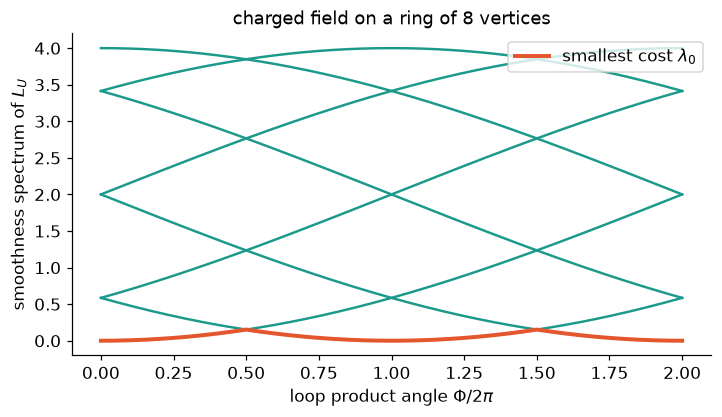 charged field on a ring of 8 vertices
smallest cost λ₀
smoothness spectrum of L_U
4.0
3.5
3.0
2.5
2.0
1.5
1.0
0.5
0.0
0.00 0.25 0.50 0.75 1.00 1.25 1.50 1.75 2.00
loop product angle Φ/2π